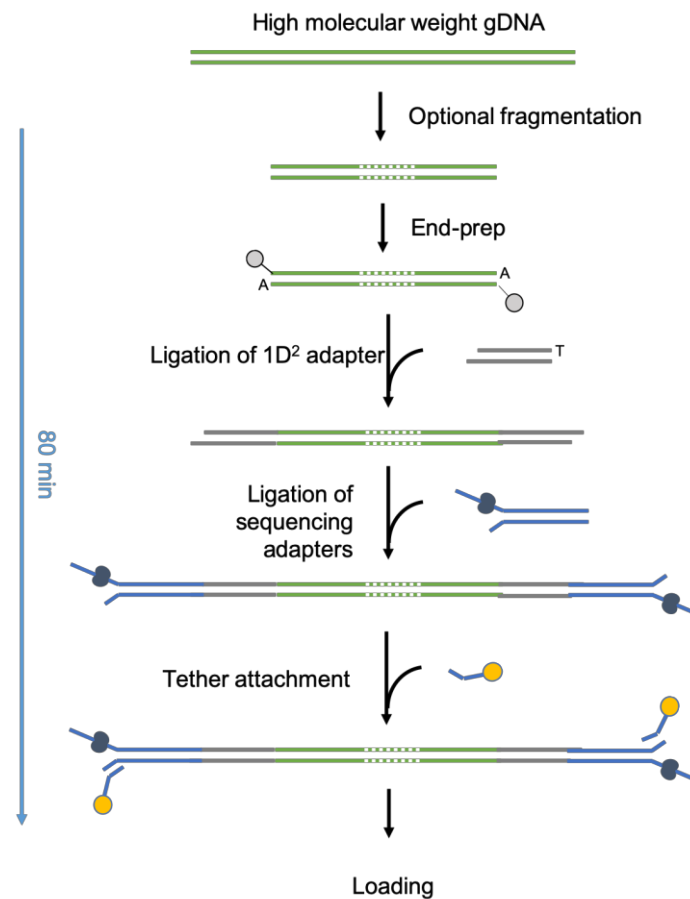 High molecular weight gDNA
Optional fragmentation
End-prep
A
A
Ligation of 1D² adapter
T
80 min
Ligation of
sequencing
adapters
Tether attachment
Loading